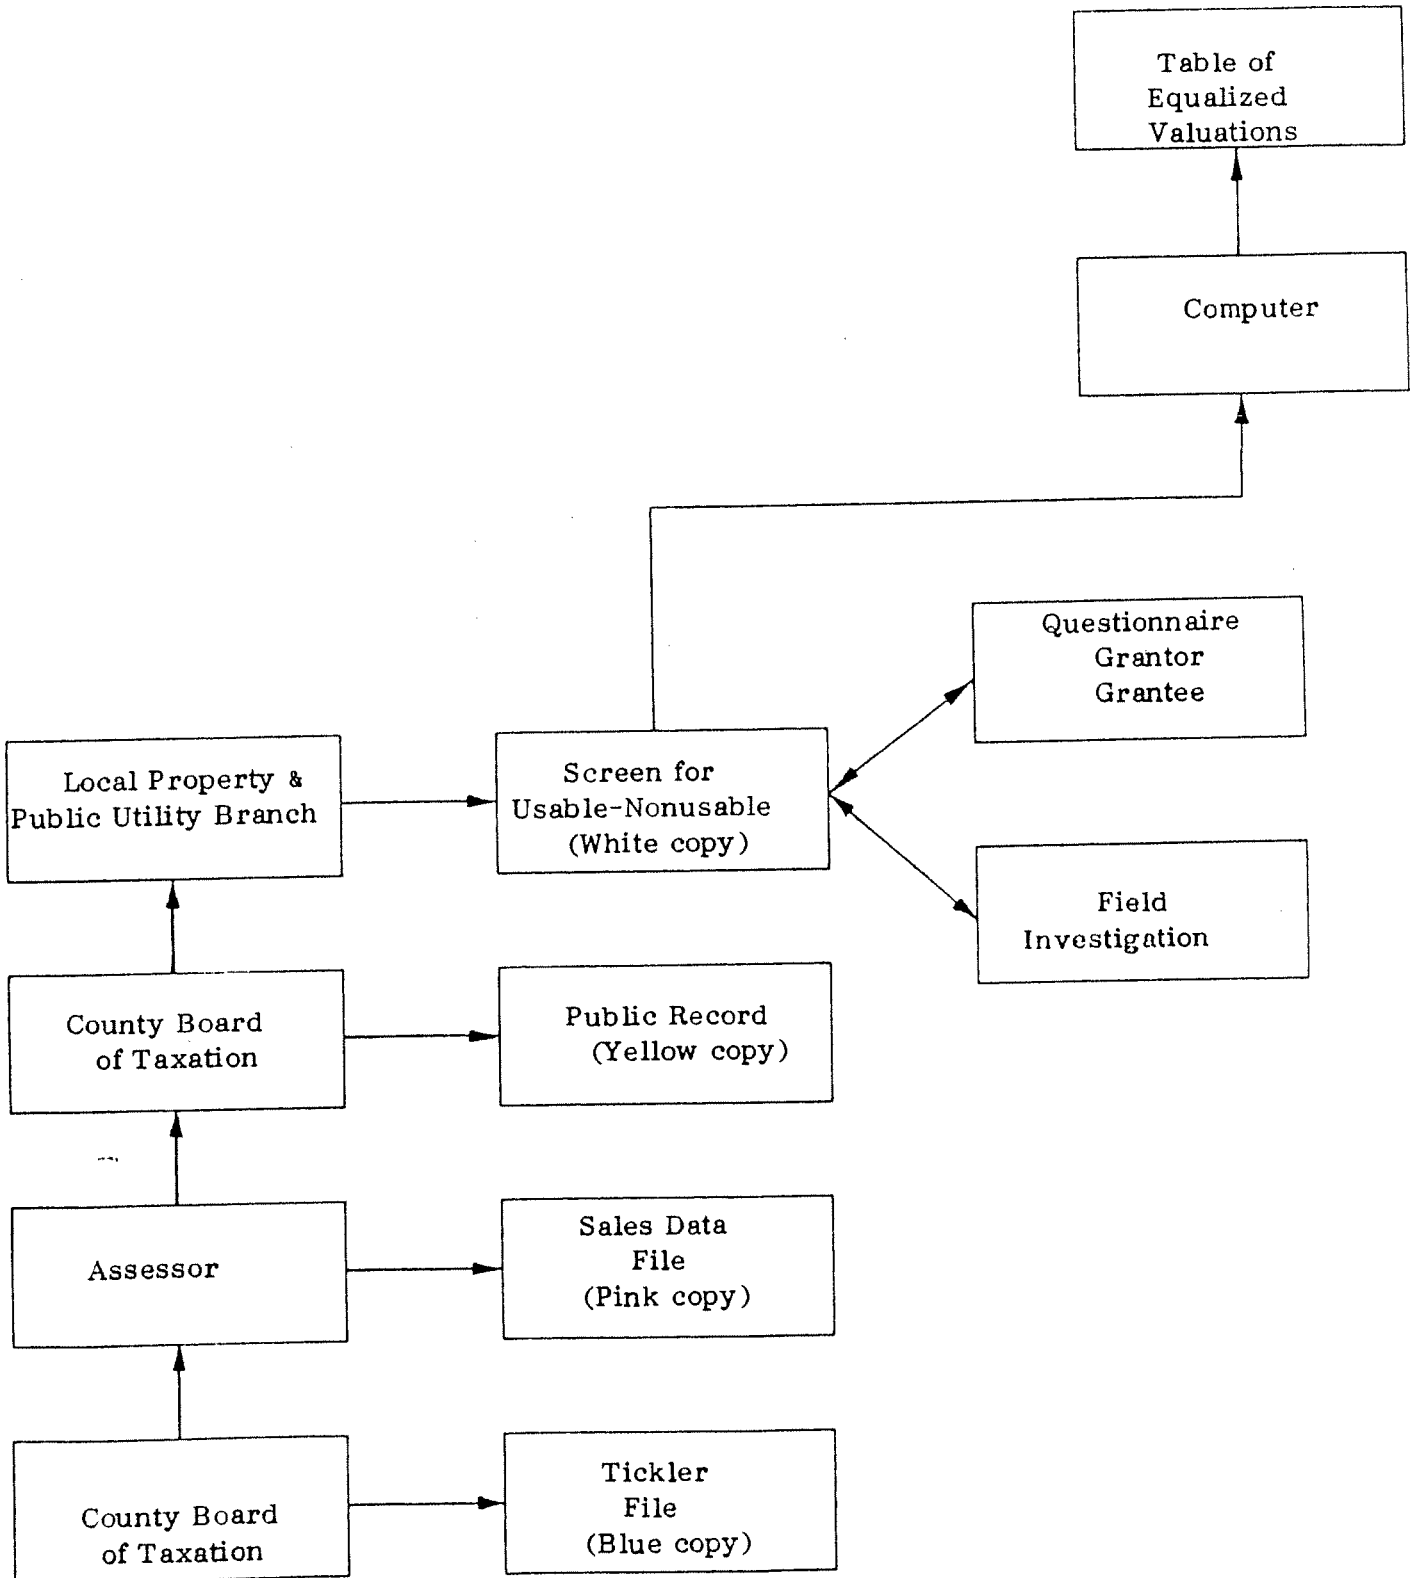 Table of
Equalized
Valuations
Computer
Questionnaire
Grantor
Grantee
Local Property &
Public Utility Branch
Screen for
Usable-Nonusable
(White copy)
Field
Investigation
County Board
of Taxation
Public Record
(Yellow copy)
Assessor
Sales Data
File
(Pink copy)
County Board
of Taxation
Tickler
File
(Blue copy)